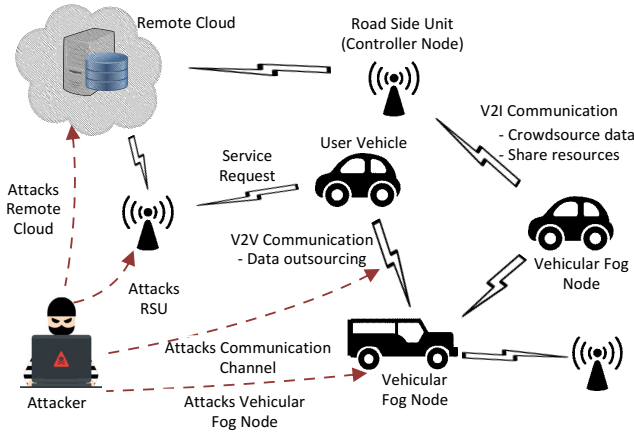 Remote Cloud
Road Side Unit
(Controller Node)
V2I Communication
- Crowdsource data
- Share resources
User Vehicle
Service
Request
Attacks
Remote
Cloud
V2V Communication
- Data outsourcing
Vehicular Fog
Node
Attacks
RSU
Attacks Communication
Channel
Vehicular
Fog Node
Attacker
Attacks Vehicular
Fog Node